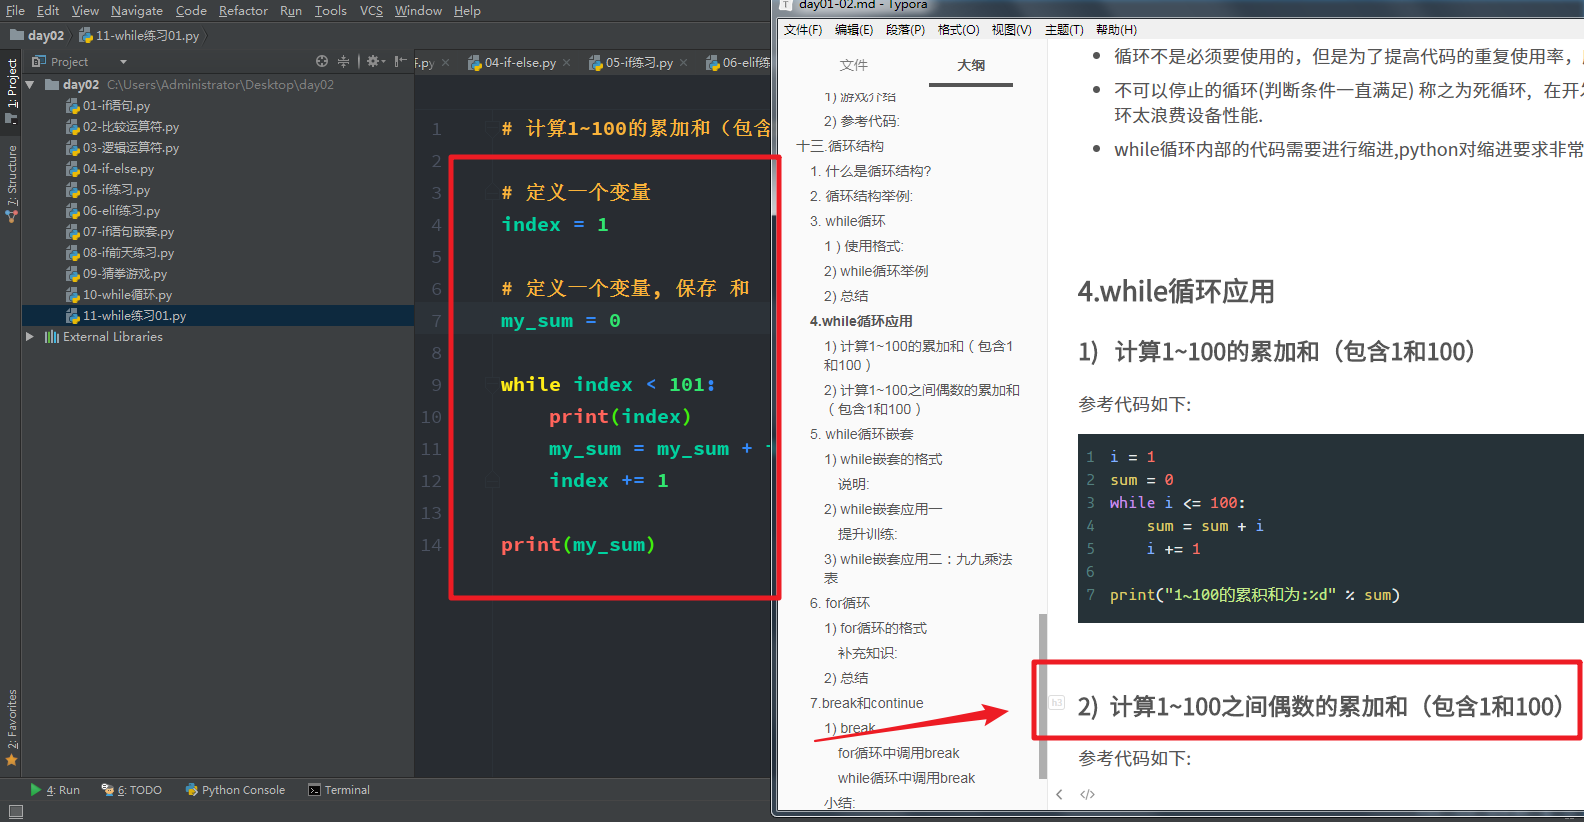 File Edit View Navigate Code Refactor Run Tools VCS Window Help
day02 11-while练习01.py
Project
04-if-else.py
05-if练习.py
1: Project
7: Structure
2: Favorites
day02 C:\Users\Administrator\Desktop\day02
01-if语句.py
02-比较运算符.py
03-逻辑运算符.py
04-if-else.py
05-if练习.py
06-elif练习.py
07-if语句嵌套.py
08-if前天练习.py
09-猜拳游戏.py
10-while循环.py
11-while练习01.py
External Libraries
1 # 计算1~100的累加和（包含
2
3 # 定义一个变量
4 index = 1
5
6 # 定义一个变量, 保存 和
7 my_sum = 0
8
9 while index < 101:
10 print(index)
11 my_sum = my_sum +
12 index += 1
13
14 print(my_sum)
4: Run 6: TODO Python Console Terminal
day01-02.md - Typora
文件(F) 编辑(E) 段落(P) 格式(O) 视图(V) 主题(T) 帮助(H)
文件 大纲
1) 游戏介绍
2) 参考代码:
十三.循环结构
1. 什么是循环结构?
2. 循环结构举例:
3. while循环
1 ) 使用格式:
2) while循环举例
2) 总结
4.while循环应用
1) 计算1~100的累加和（包含1
和100）
2) 计算1~100之间偶数的累加和
（包含1和100）
5. while循环嵌套
1) while嵌套的格式
说明:
2) while嵌套应用一
提升训练:
3) while嵌套应用二：九九乘法
表
6. for循环
1) for循环的格式
补充知识:
2) 总结
7.break和continue
1) break
for循环中调用break
while循环中调用break
小结:
循环不是必须要使用的，但是为了提高代码的重复使用率，
不可以停止的循环(判断条件一直满足) 称之为死循环，在开
环太浪费设备性能.
while循环内部的代码需要进行缩进,python对缩进要求非常
4.while循环应用
1) 计算1~100的累加和（包含1和100）
参考代码如下:
1 i = 1
2 sum = 0
3 while i <= 100:
4 sum = sum + i
5 i += 1
6
7 print("1~100的累积和为:%d" % sum)
h3
2) 计算1~100之间偶数的累加和（包含1和100）
参考代码如下:
</>